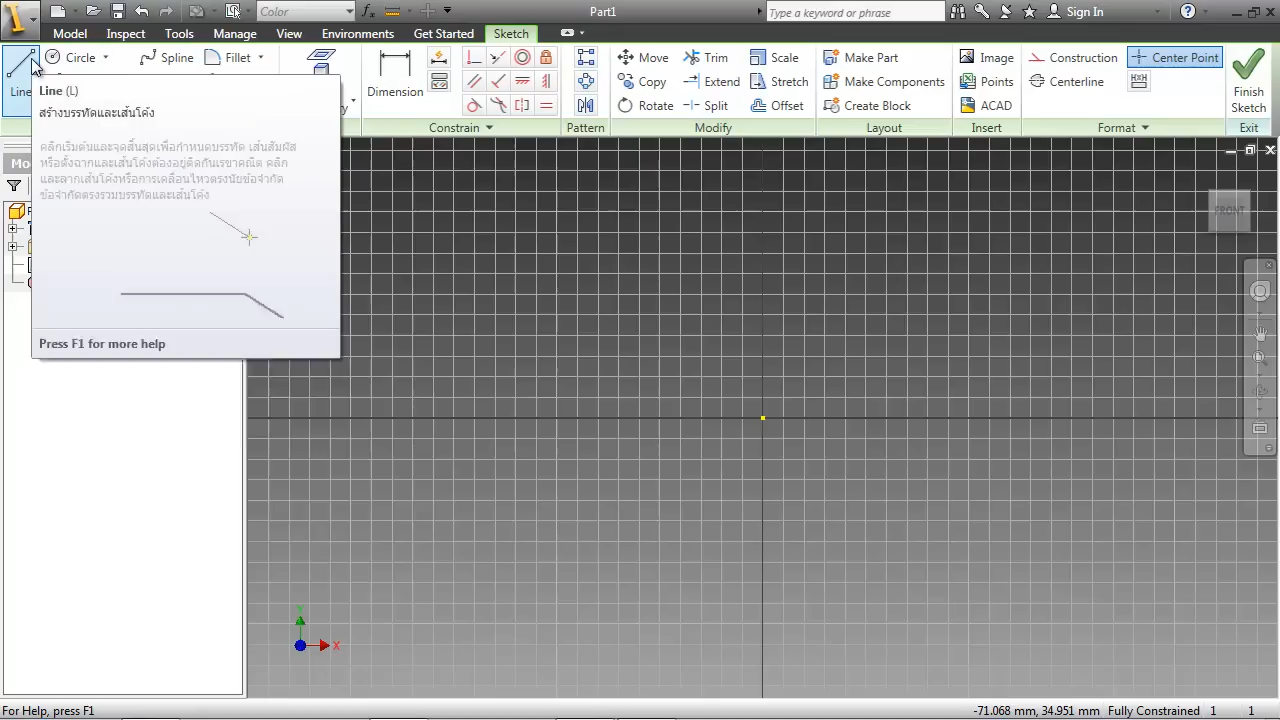 Color
Part1
Type a keyword or phrase
Sign In
Model Inspect Tools Manage View Environments Get Started Sketch
Line
Circle
Spline
Fillet
Dimension
Move
Copy
Rotate
Trim
Extend
Split
Scale
Stretch
Offset
Make Part
Make Components
Create Block
Image
Points
ACAD
Construction
Centerline
Center Point
Finish
Sketch
Constrain
Pattern
Modify
Layout
Insert
Format
Exit
Line (L)
สร้างบรรทัดและเส้นโค้ง
คลิกเริ่มต้นและจุดสิ้นสุดเพื่อกำหนดบรรทัด เส้นสัมผัส
หรือตั้งฉากและเส้นโค้งต้องอยู่ติดกันเรขาคณิต คลิก
และลากเส้นโค้งหรือการเคลื่อนไหวตรงนัยข้อจำกัด
ข้อจำกัดตรงรวมบรรทัดและเส้นโค้ง
Press F1 for more help
FRONT
Y
X
For Help, press F1
-71.068 mm, 34.951 mm Fully Constrained 1 1